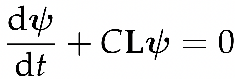 d𝝍/dt + C𝐋𝝍 = 0